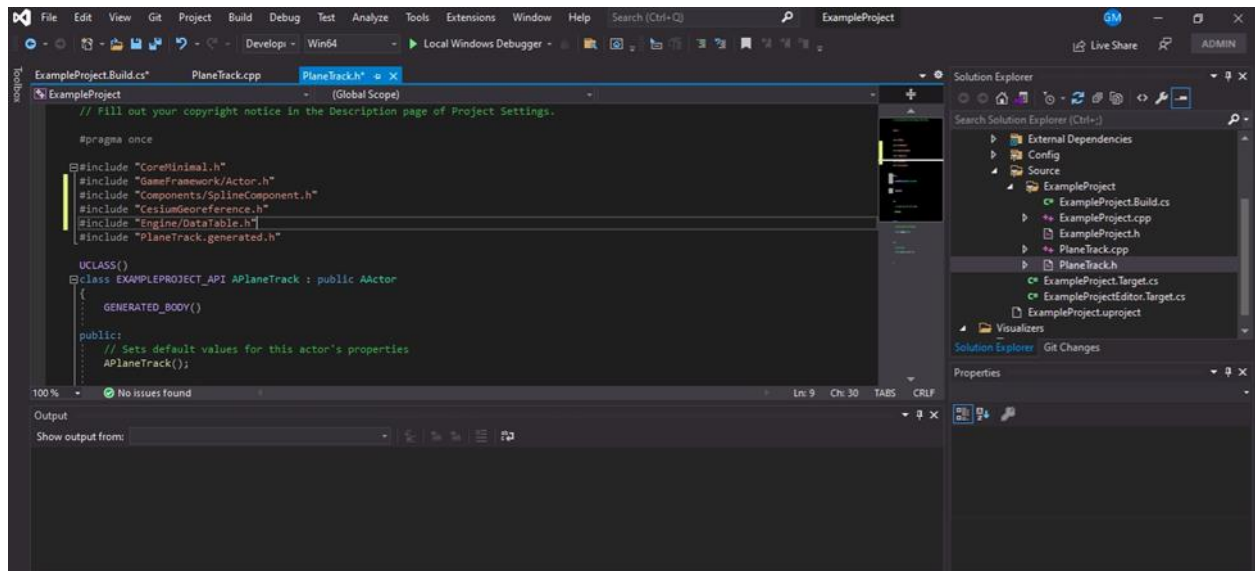 File Edit View Git Project Build Debug Test Analyze Tools Extensions Window Help Search (Ctrl+Q) ExampleProject GM
Developi Win64 Local Windows Debugger Live Share ADMIN
Toolbox
ExampleProject.Build.cs* PlaneTrack.cpp PlaneTrack.h*
ExampleProject (Global Scope)
// Fill out your copyright notice in the Description page of Project Settings.
#pragma once
#include "CoreMinimal.h"
#include "GameFramework/Actor.h"
#include "Components/SplineComponent.h"
#include "CesiumGeoreference.h"
#include "Engine/DataTable.h"
#include "PlaneTrack.generated.h"
UCLASS()
class EXAMPLEPROJECT_API APlaneTrack : public AActor
{
GENERATED_BODY()
public:
// Sets default values for this actor's properties
APlaneTrack();
100 % No issues found Ln: 9 Ch: 30 TABS CRLF
Output
Show output from:
Solution Explorer
Search Solution Explorer (Ctrl+;)
External Dependencies
Config
Source
ExampleProject
ExampleProject.Build.cs
ExampleProject.cpp
ExampleProject.h
PlaneTrack.cpp
PlaneTrack.h
ExampleProject.Target.cs
ExampleProjectEditor.Target.cs
ExampleProject.uproject
Visualizers
Solution Explorer Git Changes
Properties